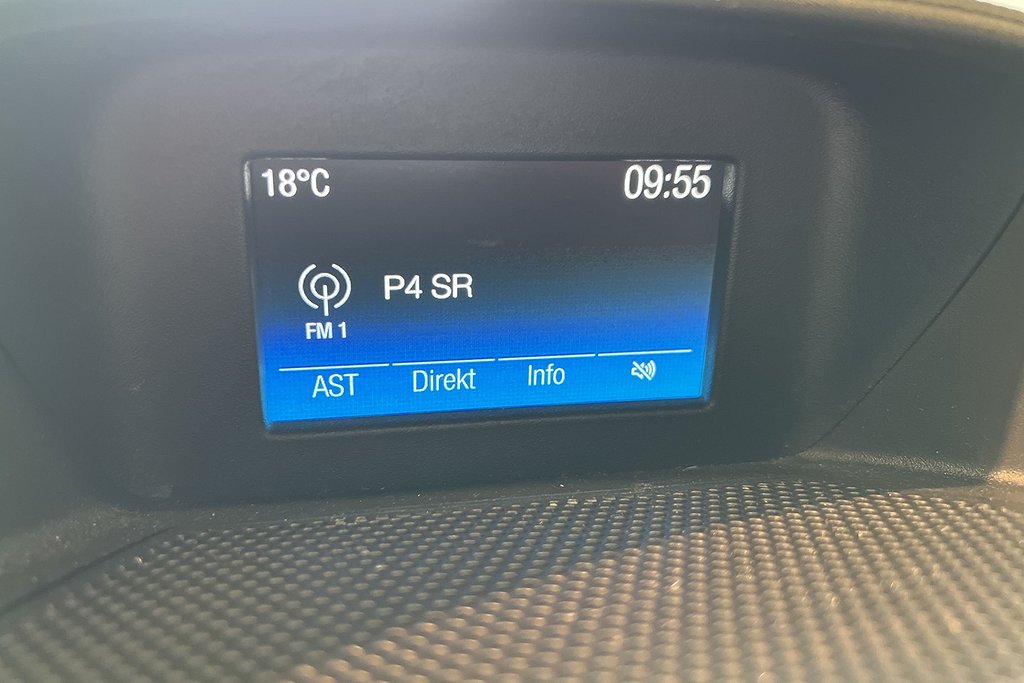 18°C 09:55
P4 SR
FM 1
AST Direkt Info